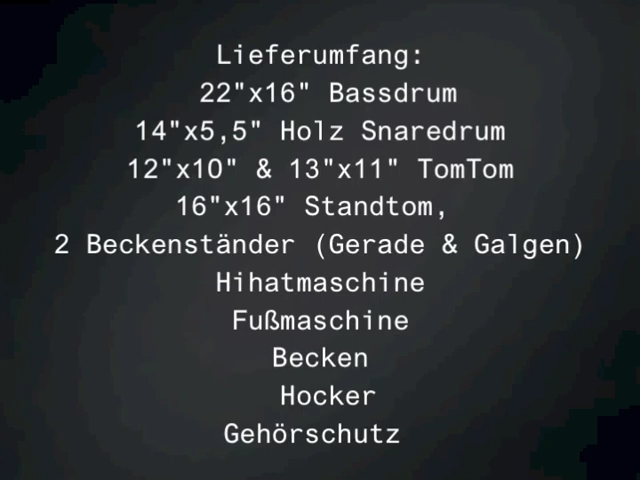 Lieferumfang:
22"x16" Bassdrum
14"x5,5" Holz Snaredrum
12"x10" & 13"x11" TomTom
16"x16" Standtom,
2 Beckenständer (Gerade & Galgen)
Hihatmaschine
Fußmaschine
Becken
Hocker
Gehörschutz